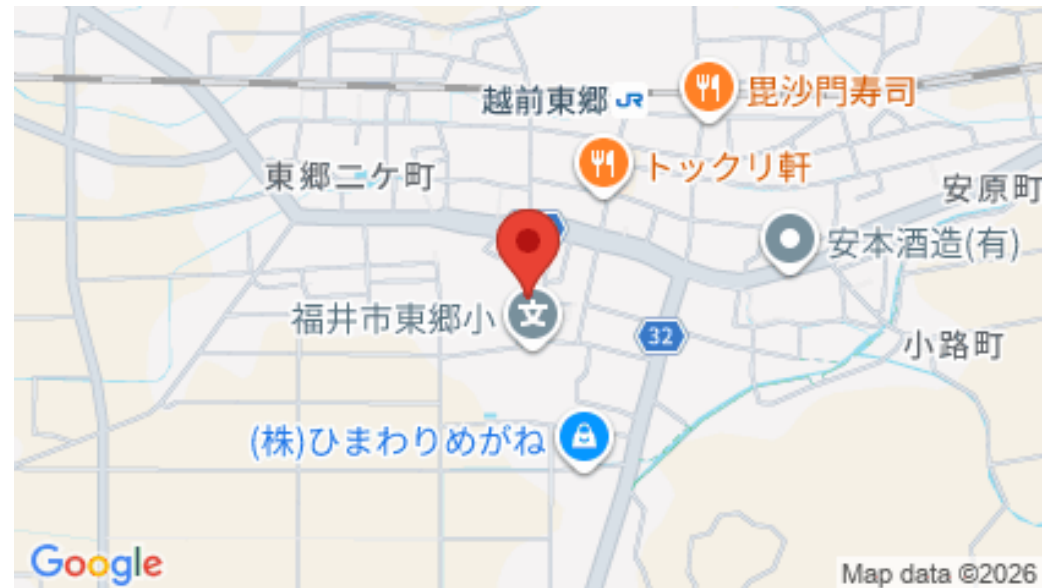 越前東郷 JR
毘沙門寿司
トックリ軒
東郷二ケ町
安原町
安本酒造(有)
福井市東郷小
文
32
小路町
(株)ひまわりめがね
Google
Map data ©2026